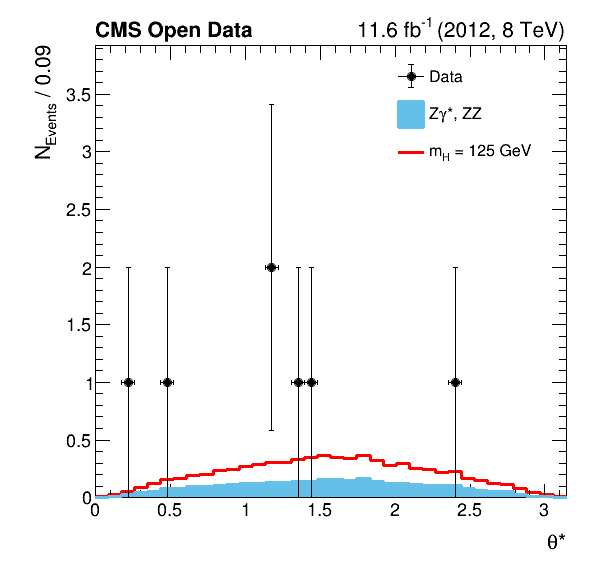 CMS Open Data 11.6 fb⁻¹ (2012, 8 TeV)
N_Events / 0.09
Data
Zγ*, ZZ
m_H = 125 GeV
3.5
3
2.5
2
1.5
1
0.5
0
0 0.5 1 1.5 2 2.5 3
θ*